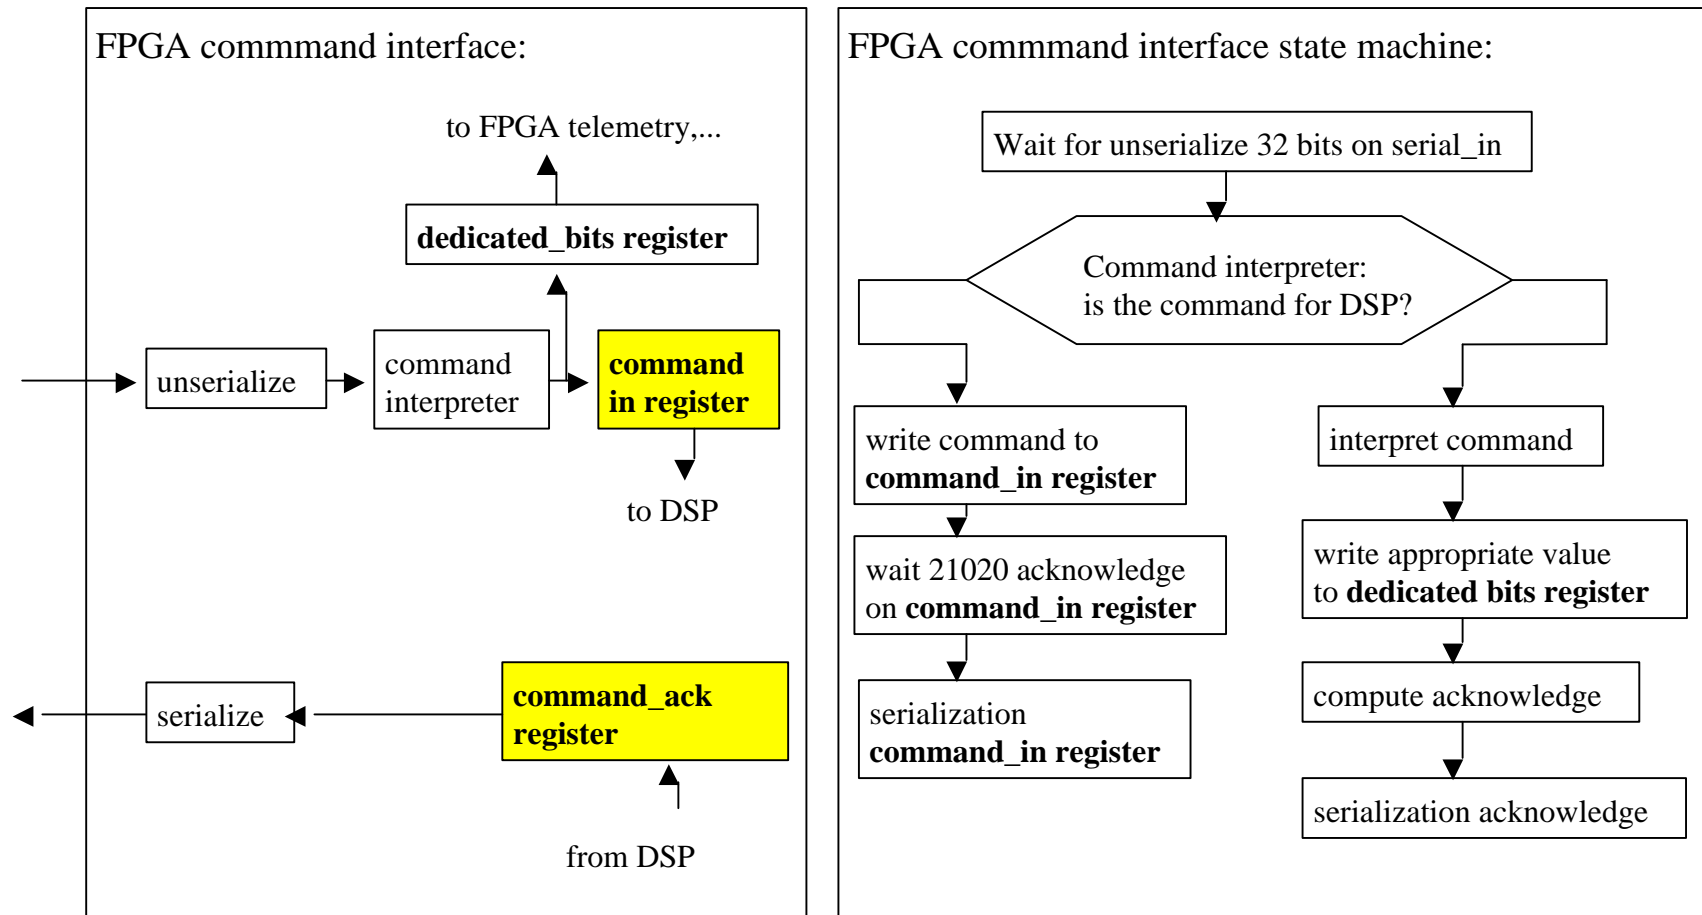 FPGA commmand interface:
to FPGA telemetry,...
dedicated_bits register
unserialize
command
interpreter
command
in register
to DSP
serialize
command_ack
register
from DSP
FPGA commmand interface state machine:
Wait for unserialize 32 bits on serial_in
Command interpreter:
is the command for DSP?
write command to
command_in register
wait 21020 acknowledge
on command_in register
serialization
command_in register
interpret command
write appropriate value
to dedicated bits register
compute acknowledge
serialization acknowledge